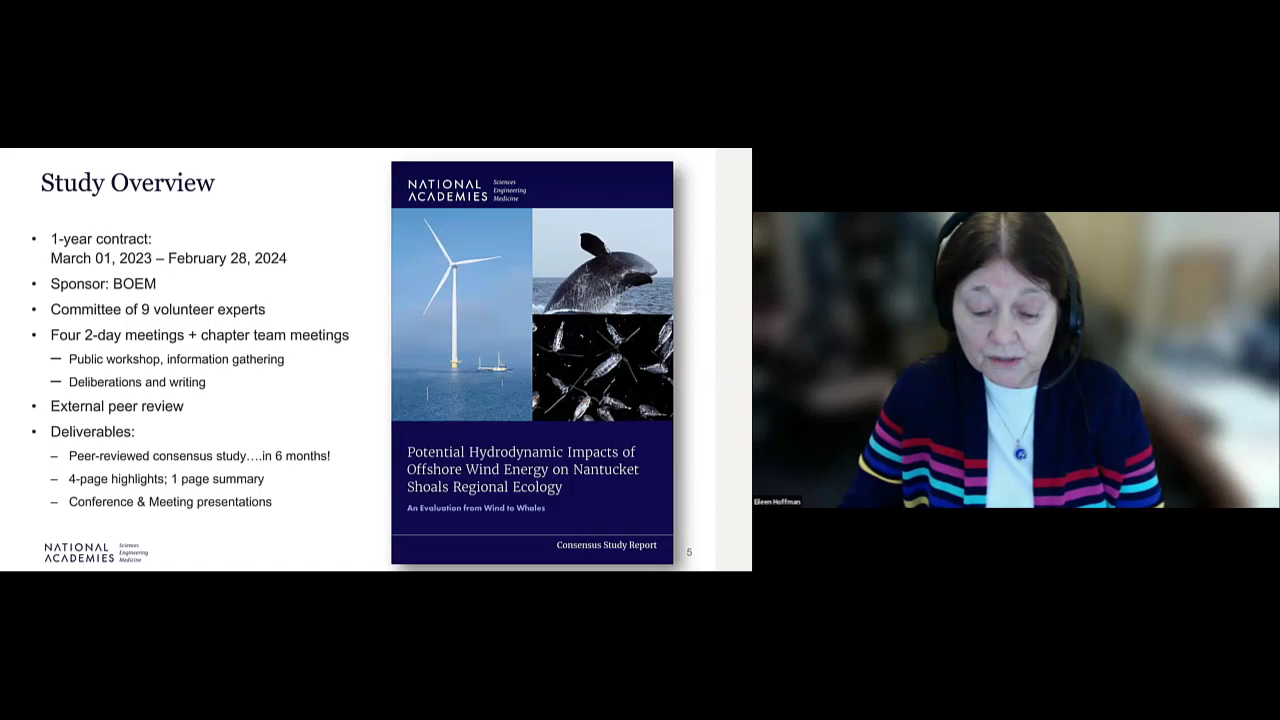 Study Overview
• 1-year contract:
March 01, 2023 – February 28, 2024
• Sponsor: BOEM
• Committee of 9 volunteer experts
• Four 2-day meetings + chapter team meetings
– Public workshop, information gathering
– Deliberations and writing
• External peer review
• Deliverables:
– Peer-reviewed consensus study….in 6 months!
– 4-page highlights; 1 page summary
– Conference & Meeting presentations
NATIONAL ACADEMIES
Sciences
Engineering
Medicine
NATIONAL
ACADEMIES
Sciences
Engineering
Medicine
Potential Hydrodynamic Impacts of
Offshore Wind Energy on Nantucket
Shoals Regional Ecology
An Evaluation from Wind to Whales
Consensus Study Report
5
Eileen Hoffman